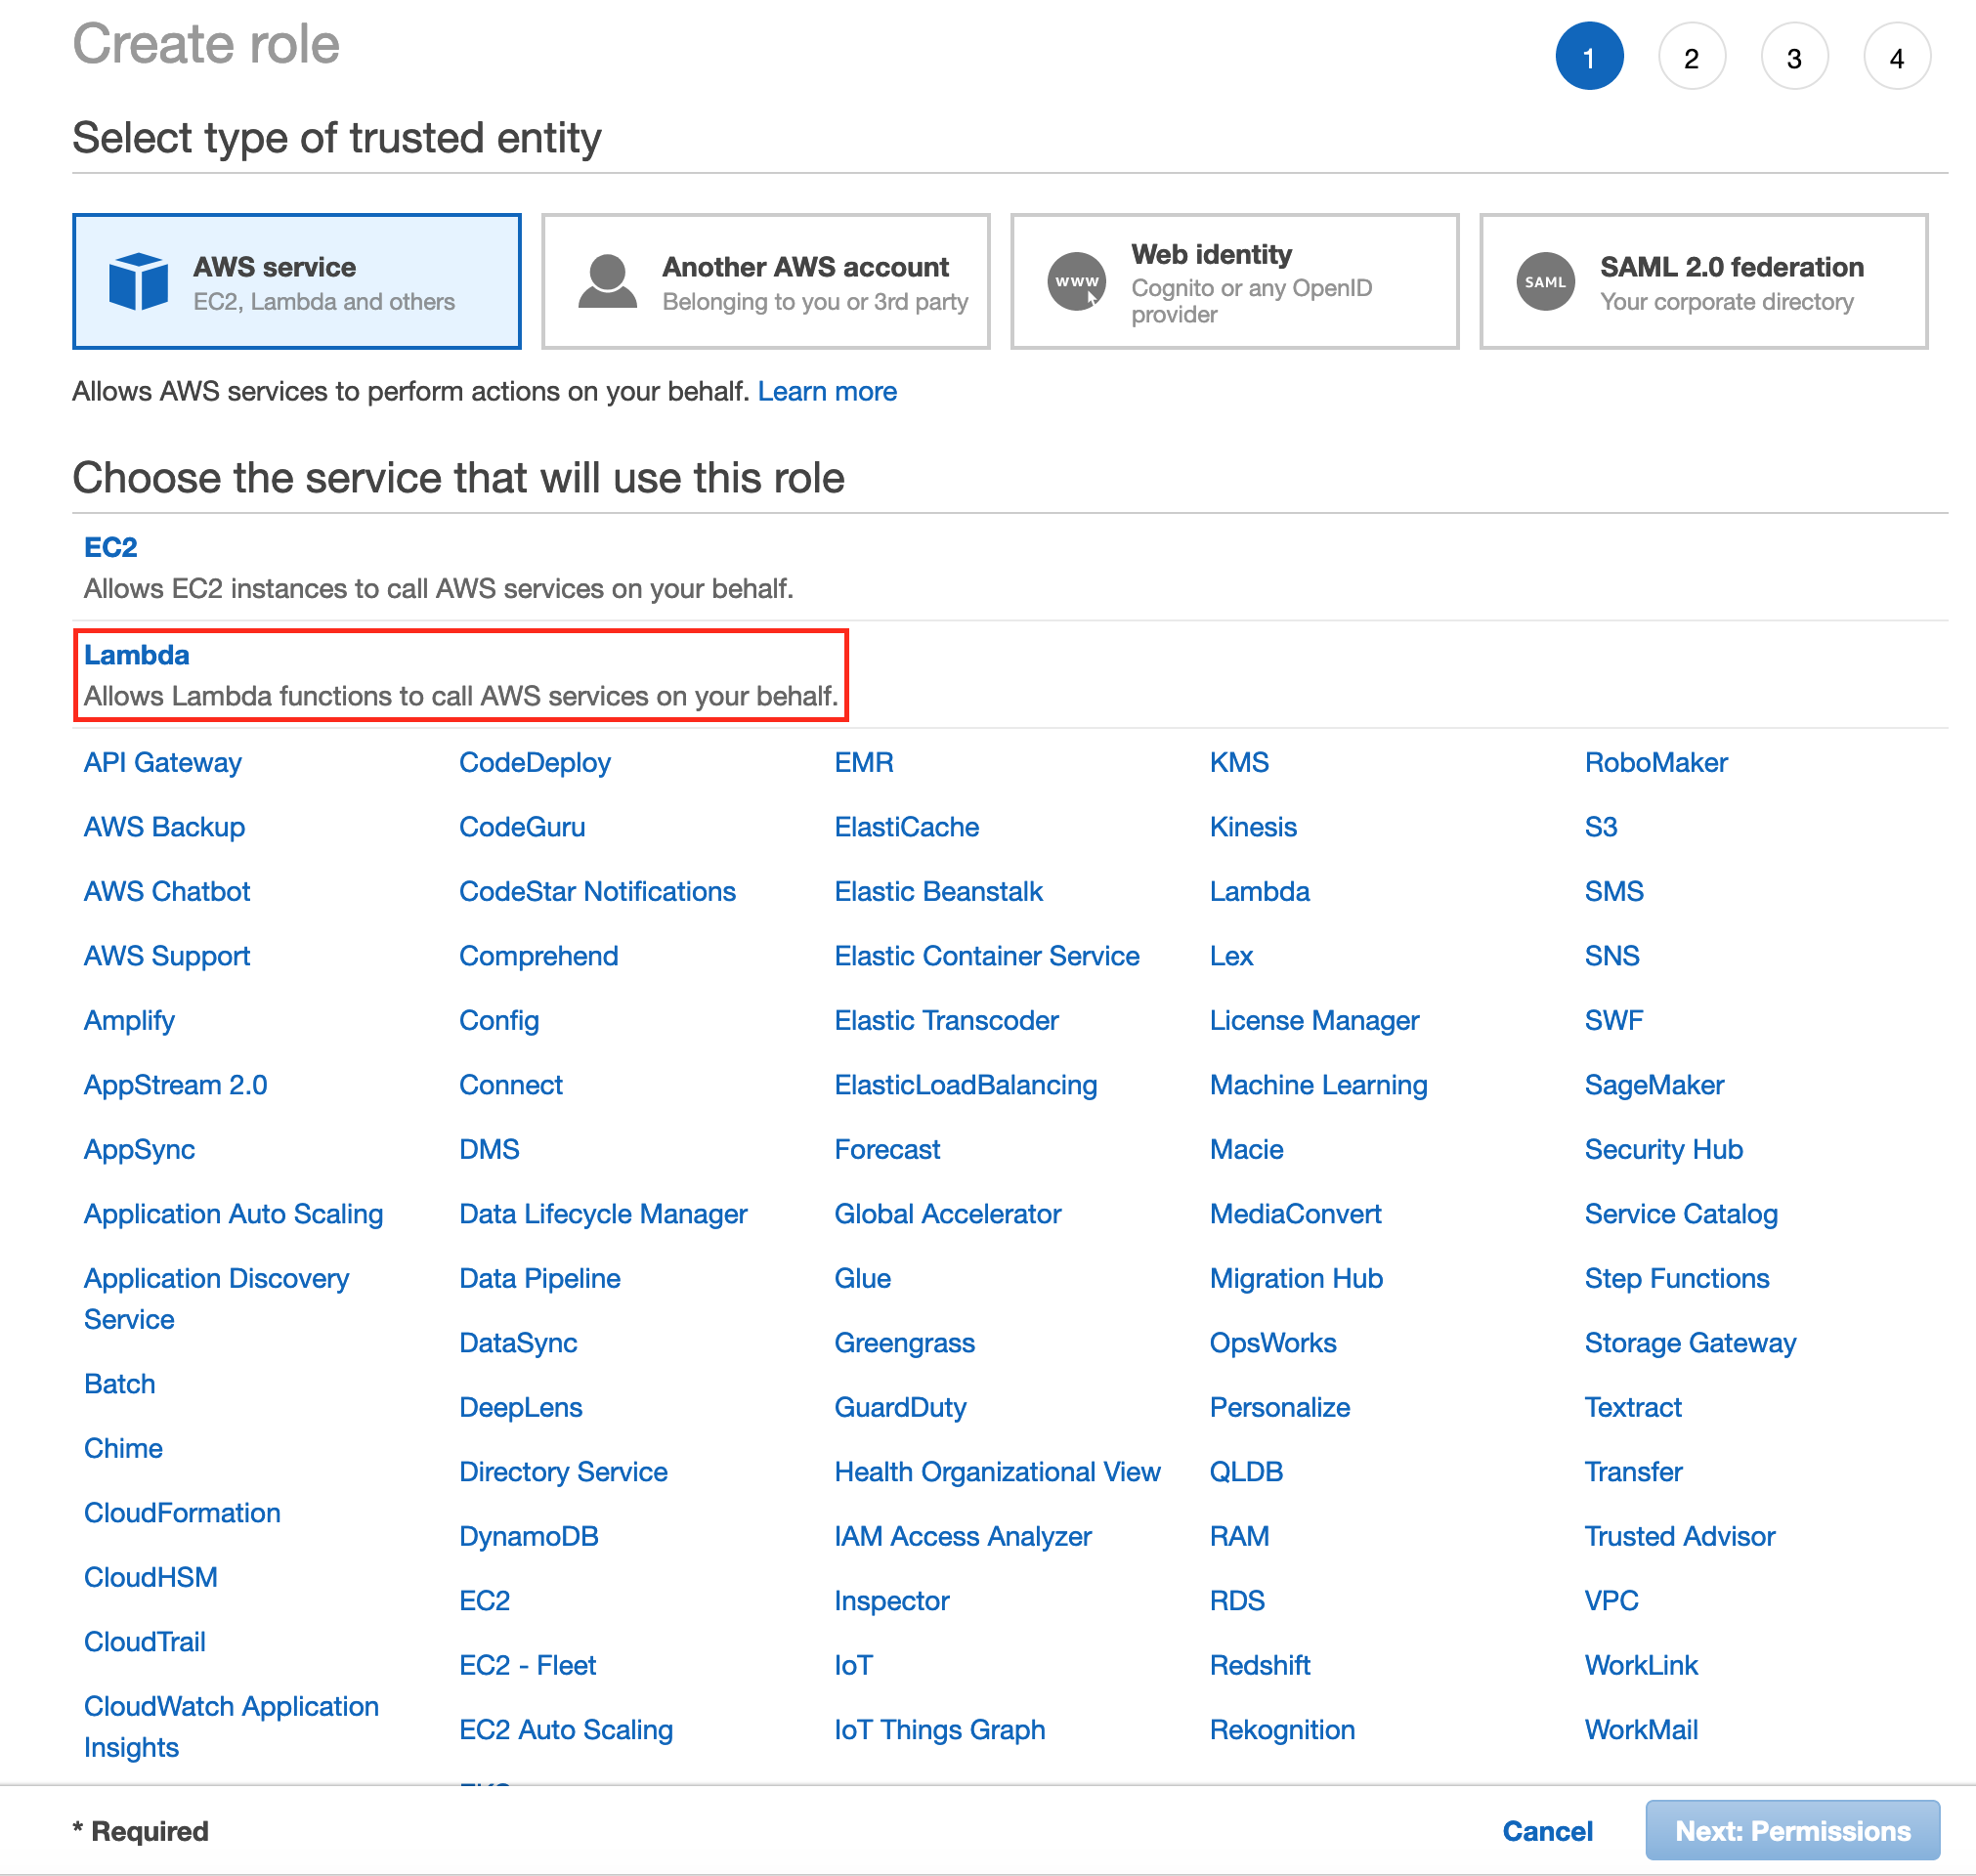 Create role
1 2 3 4
Select type of trusted entity
AWS service
EC2, Lambda and others
Another AWS account
Belonging to you or 3rd party
www
Web identity
Cognito or any OpenID
provider
SAML
SAML 2.0 federation
Your corporate directory
Allows AWS services to perform actions on your behalf. Learn more
Choose the service that will use this role
EC2
Allows EC2 instances to call AWS services on your behalf.
Lambda
Allows Lambda functions to call AWS services on your behalf.
API Gateway
AWS Backup
AWS Chatbot
AWS Support
Amplify
AppStream 2.0
AppSync
Application Auto Scaling
Application Discovery
Service
Batch
Chime
CloudFormation
CloudHSM
CloudTrail
CloudWatch Application
Insights
CodeDeploy
CodeGuru
CodeStar Notifications
Comprehend
Config
Connect
DMS
Data Lifecycle Manager
Data Pipeline
DataSync
DeepLens
Directory Service
DynamoDB
EC2
EC2 - Fleet
EC2 Auto Scaling
EMR
ElastiCache
Elastic Beanstalk
Elastic Container Service
Elastic Transcoder
ElasticLoadBalancing
Forecast
Global Accelerator
Glue
Greengrass
GuardDuty
Health Organizational View
IAM Access Analyzer
Inspector
IoT
IoT Things Graph
KMS
Kinesis
Lambda
Lex
License Manager
Machine Learning
Macie
MediaConvert
Migration Hub
OpsWorks
Personalize
QLDB
RAM
RDS
Redshift
Rekognition
RoboMaker
S3
SMS
SNS
SWF
SageMaker
Security Hub
Service Catalog
Step Functions
Storage Gateway
Textract
Transfer
Trusted Advisor
VPC
WorkLink
WorkMail
* Required
Cancel
Next: Permissions